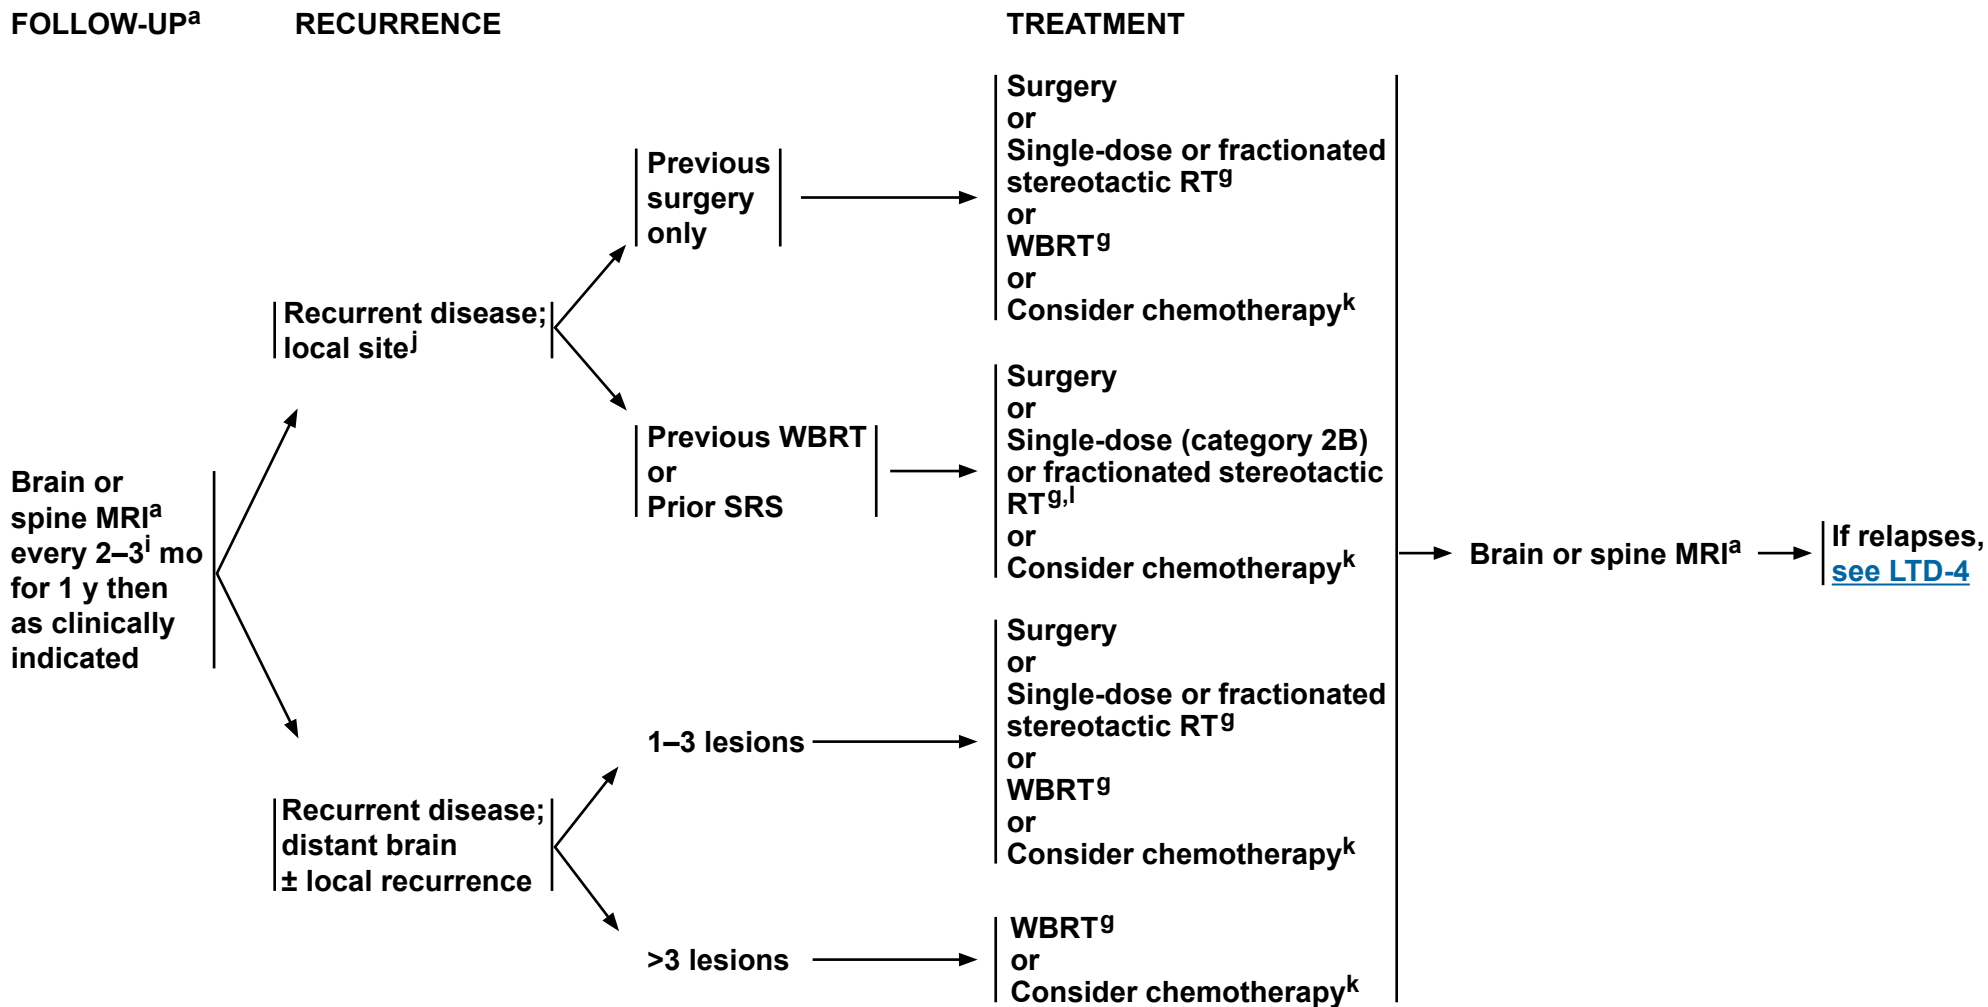 FOLLOW-UPa
RECURRENCE
TREATMENT
Brain or
spine MRIa
every 2–3i mo
for 1 y then
as clinically
indicated
Recurrent disease;
local sitej
Previous
surgery
only
Surgery
or
Single-dose or fractionated
stereotactic RTg
or
WBRTg
or
Consider chemotherapyk
Previous WBRT
or
Prior SRS
Surgery
or
Single-dose (category 2B)
or fractionated stereotactic
RTg,l
or
Consider chemotherapyk
Recurrent disease;
distant brain
± local recurrence
1–3 lesions
Surgery
or
Single-dose or fractionated
stereotactic RTg
or
WBRTg
or
Consider chemotherapyk
>3 lesions
WBRTg
or
Consider chemotherapyk
Brain or spine MRIa
If relapses,
see LTD-4